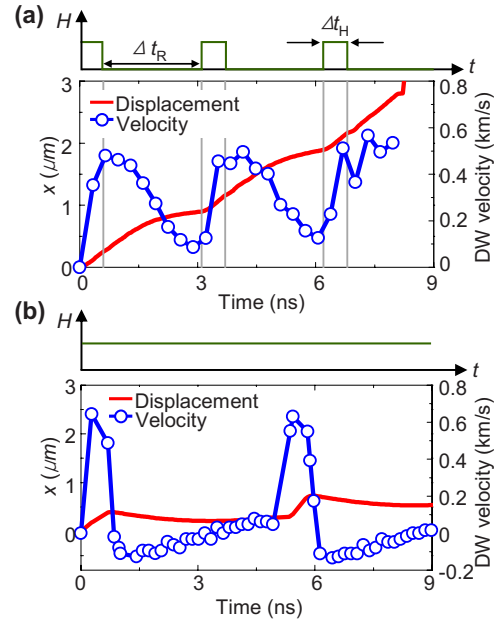 (a)
H
Δ t_R
Δt_H
t
3
2
1
0
x (μm)
Displacement
Velocity
0.8
0.6
0.4
0.2
0
DW velocity (km/s)
0 3 6 9
Time (ns)
(b)
H
t
3
2
1
0
x (μm)
Displacement
Velocity
0.8
0.6
0.4
0.2
0
-0.2
DW velocity (km/s)
0 3 6 9
Time (ns)